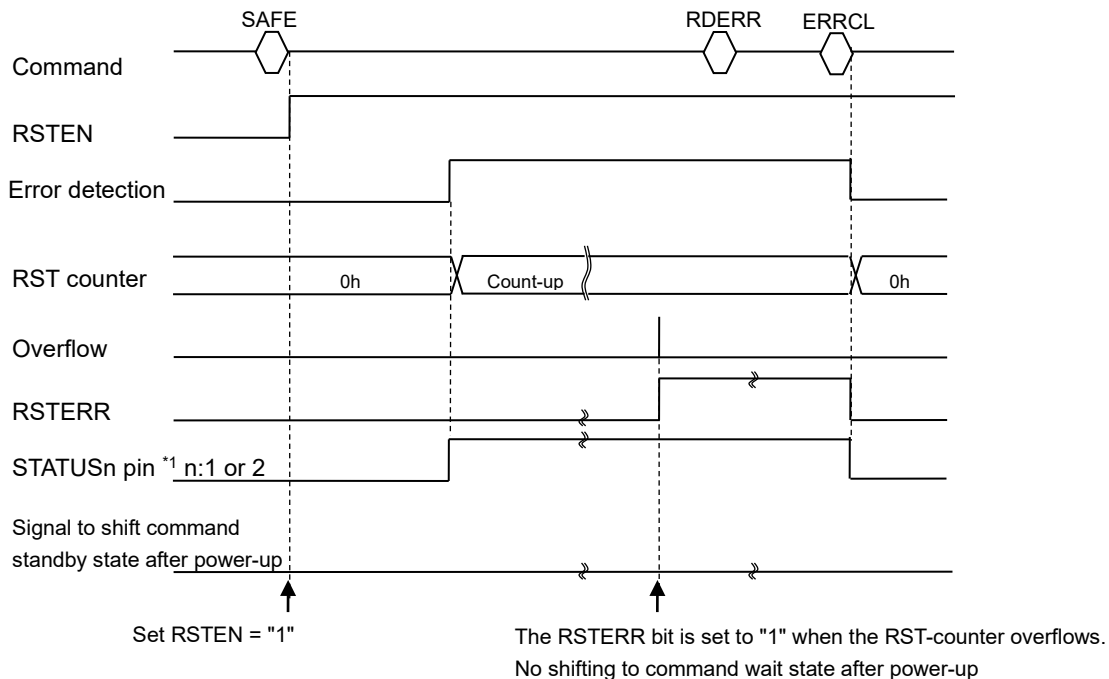 SAFE RDERR ERRCL
Command
RSTEN
Error detection
RST counter 0h Count-up 0h
Overflow
RSTERR
STATUSn pin *1 n:1 or 2
Signal to shift command
standby state after power-up
Set RSTEN = "1"
The RSTERR bit is set to "1" when the RST-counter overflows.
No shifting to command wait state after power-up